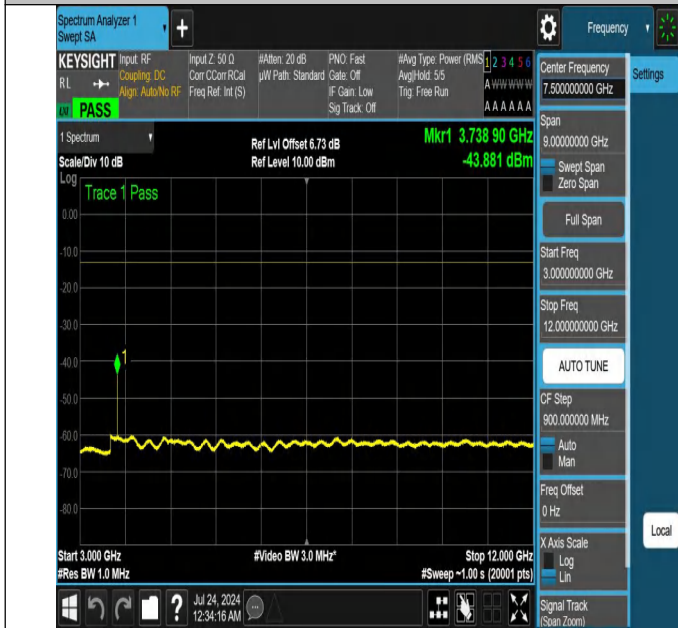 Spectrum Analyzer 1
Swept SA
Frequency
KEYSIGHT
RL
LXI
PASS
Input: RF
Coupling: DC
Align: Auto/No RF
Input Z: 50 Ω
Corr CCorr RCal
Freq Ref: Int (S)
#Atten: 20 dB
µW Path: Standard
PNO: Fast
Gate: Off
IF Gain: Low
Sig Track: Off
#Avg Type: Power (RMS
Avg|Hold: 5/5
Trig: Free Run
1 2 3 4 5 6
A W W W W W
A A A A A A
Center Frequency
7.500000000 GHz
Settings
Span
9.00000000 GHz
Swept Span
Zero Span
Full Span
Start Freq
3.000000000 GHz
Stop Freq
12.000000000 GHz
AUTO TUNE
CF Step
900.000000 MHz
Auto
Man
Freq Offset
0 Hz
X Axis Scale
Log
Lin
Signal Track
(Span Zoom)
Local
1 Spectrum
Scale/Div 10 dB
Ref Lvl Offset 6.73 dB
Ref Level 10.00 dBm
Mkr1 3.738 90 GHz
-43.881 dBm
Log
Trace 1 Pass
0.00
-10.0
-20.0
-30.0
-40.0
-50.0
-60.0
-70.0
-80.0
1
Start 3.000 GHz
#Res BW 1.0 MHz
#Video BW 3.0 MHz*
Stop 12.000 GHz
#Sweep ~1.00 s (20001 pts)
?
Jul 24, 2024
12:34:16 AM